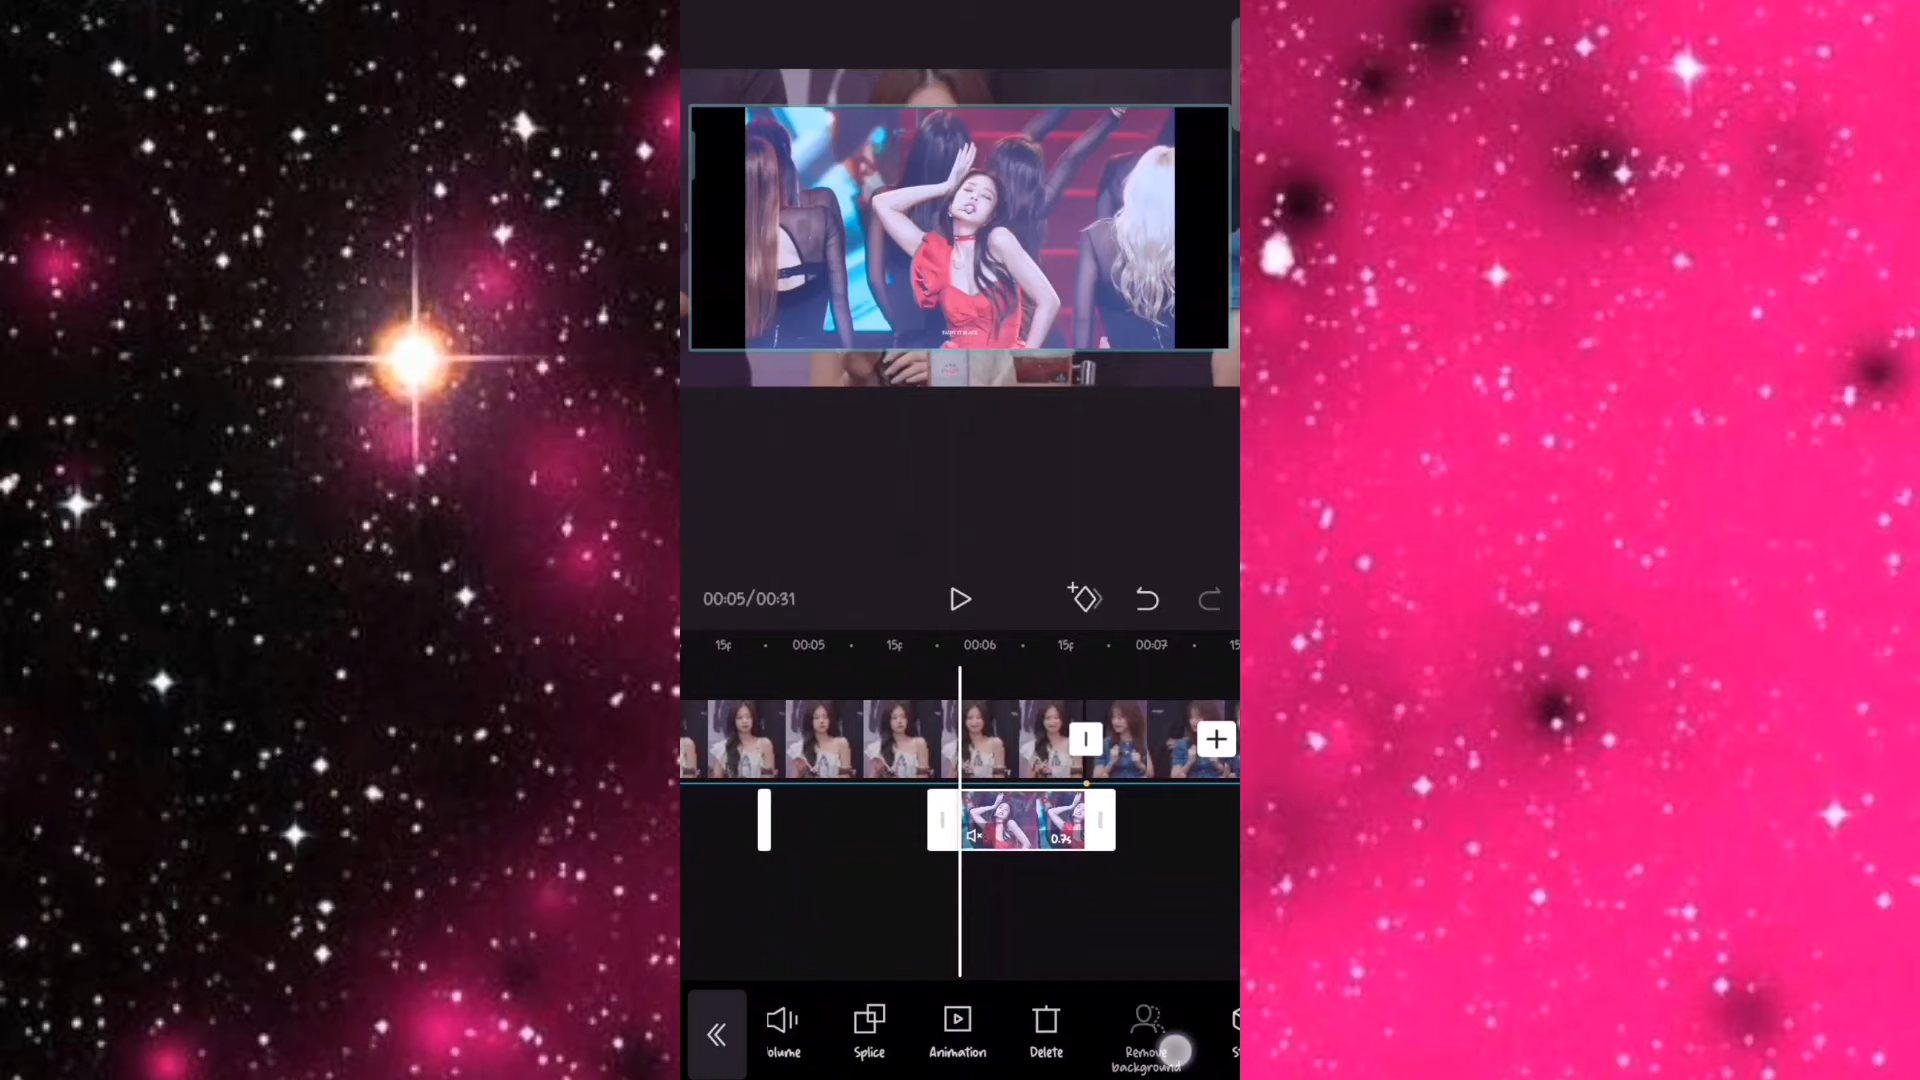 00:05/00:31
15f
00:05
15f
00:06
15f
00:07
15
0.7s
olume
Splice
Animation
Delete
Remove
background
S